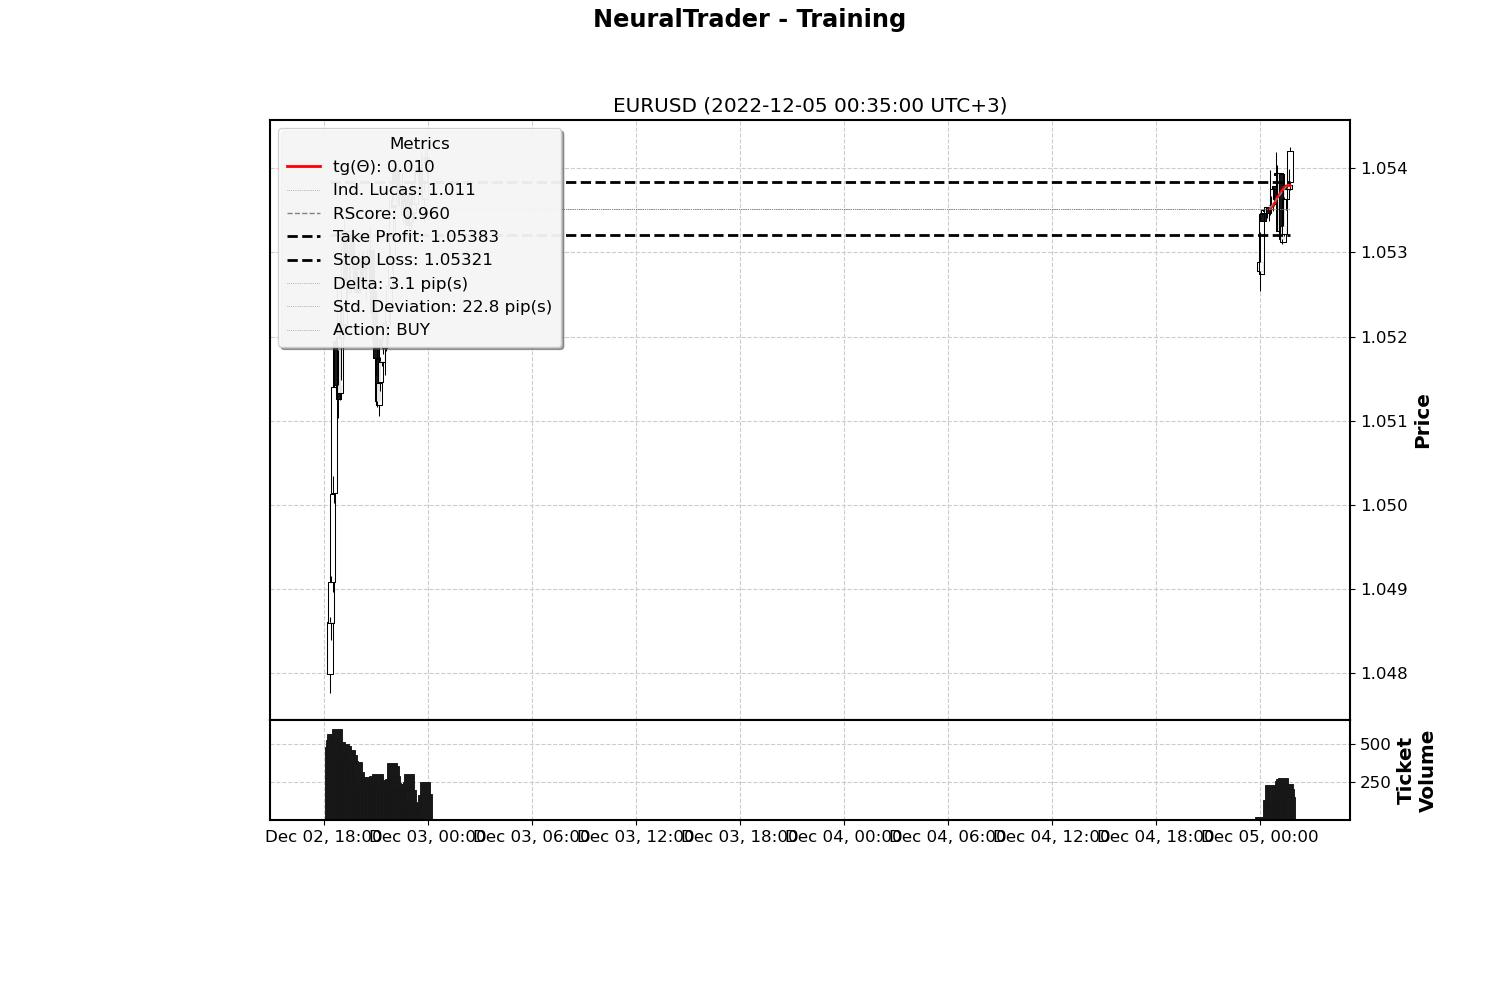 NeuralTrader - Training
EURUSD (2022-12-05 00:35:00 UTC+3)
Metrics
tg(Θ): 0.010
Ind. Lucas: 1.011
RScore: 0.960
Take Profit: 1.05383
Stop Loss: 1.05321
Delta: 3.1 pip(s)
Std. Deviation: 22.8 pip(s)
Action: BUY
1.054
1.053
1.052
1.051
1.050
1.049
1.048
Price
500
250
Ticket
Volume
Dec 02, 18:00
Dec 03, 00:00
Dec 03, 06:00
Dec 03, 12:00
Dec 03, 18:00
Dec 04, 00:00
Dec 04, 06:00
Dec 04, 12:00
Dec 04, 18:00
Dec 05, 00:00